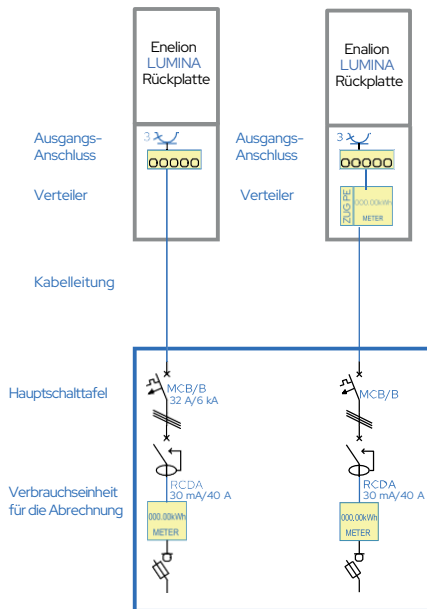 Enelion
LUMINA
Rückplatte
Enalion
LUMINA
Rückplatte
Ausgangs-
Anschluss
3
Ausgangs-
Anschluss
3
Verteiler
Verteiler
ZUG-PE
000.00kWh
METER
Kabelleitung
Hauptschalttafel
MCB/B
32 A/6 kA
MCB/B
RCDA
30 mA/40 A
RCDA
30 mA/40 A
Verbrauchseinheit
für die Abrechnung
000.00kWh
METER
000.00kWh
METER